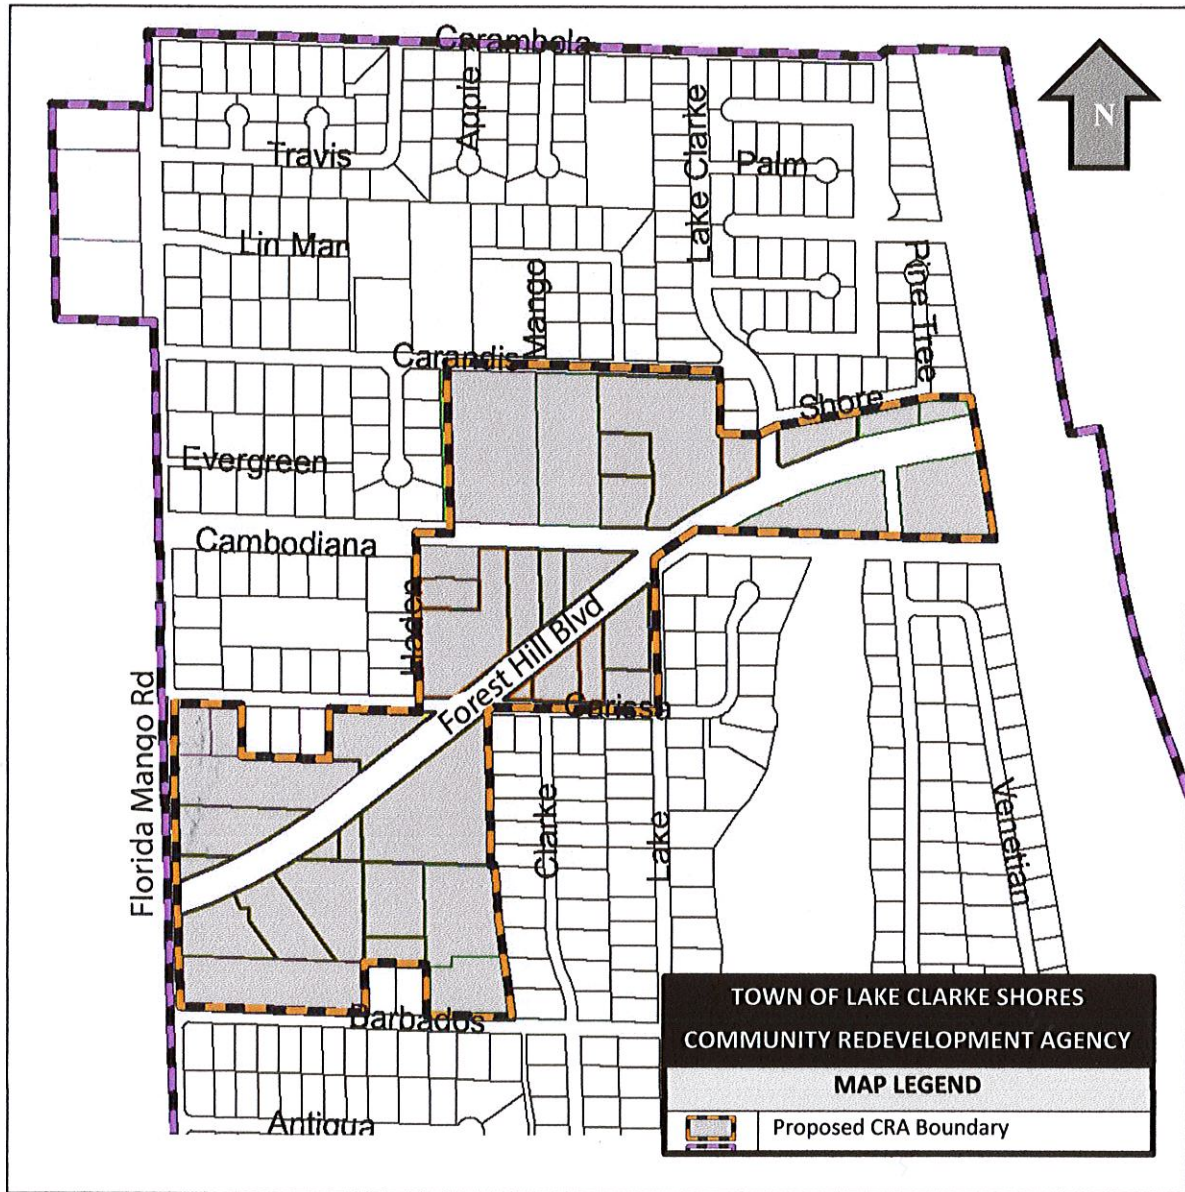 Carambola
N
Apple
Lake Clarke
Travis
Palm
Lin Mar
Mango
Pine Tree
Carandis
Shore
Evergreen
Cambodiana
Haden
Forest Hill Blvd
Carissa
Florida Mango Rd
Clarke
Lake
Venetian
Barbados
Antigua
TOWN OF LAKE CLARKE SHORES
COMMUNITY REDEVELOPMENT AGENCY
MAP LEGEND
Proposed CRA Boundary